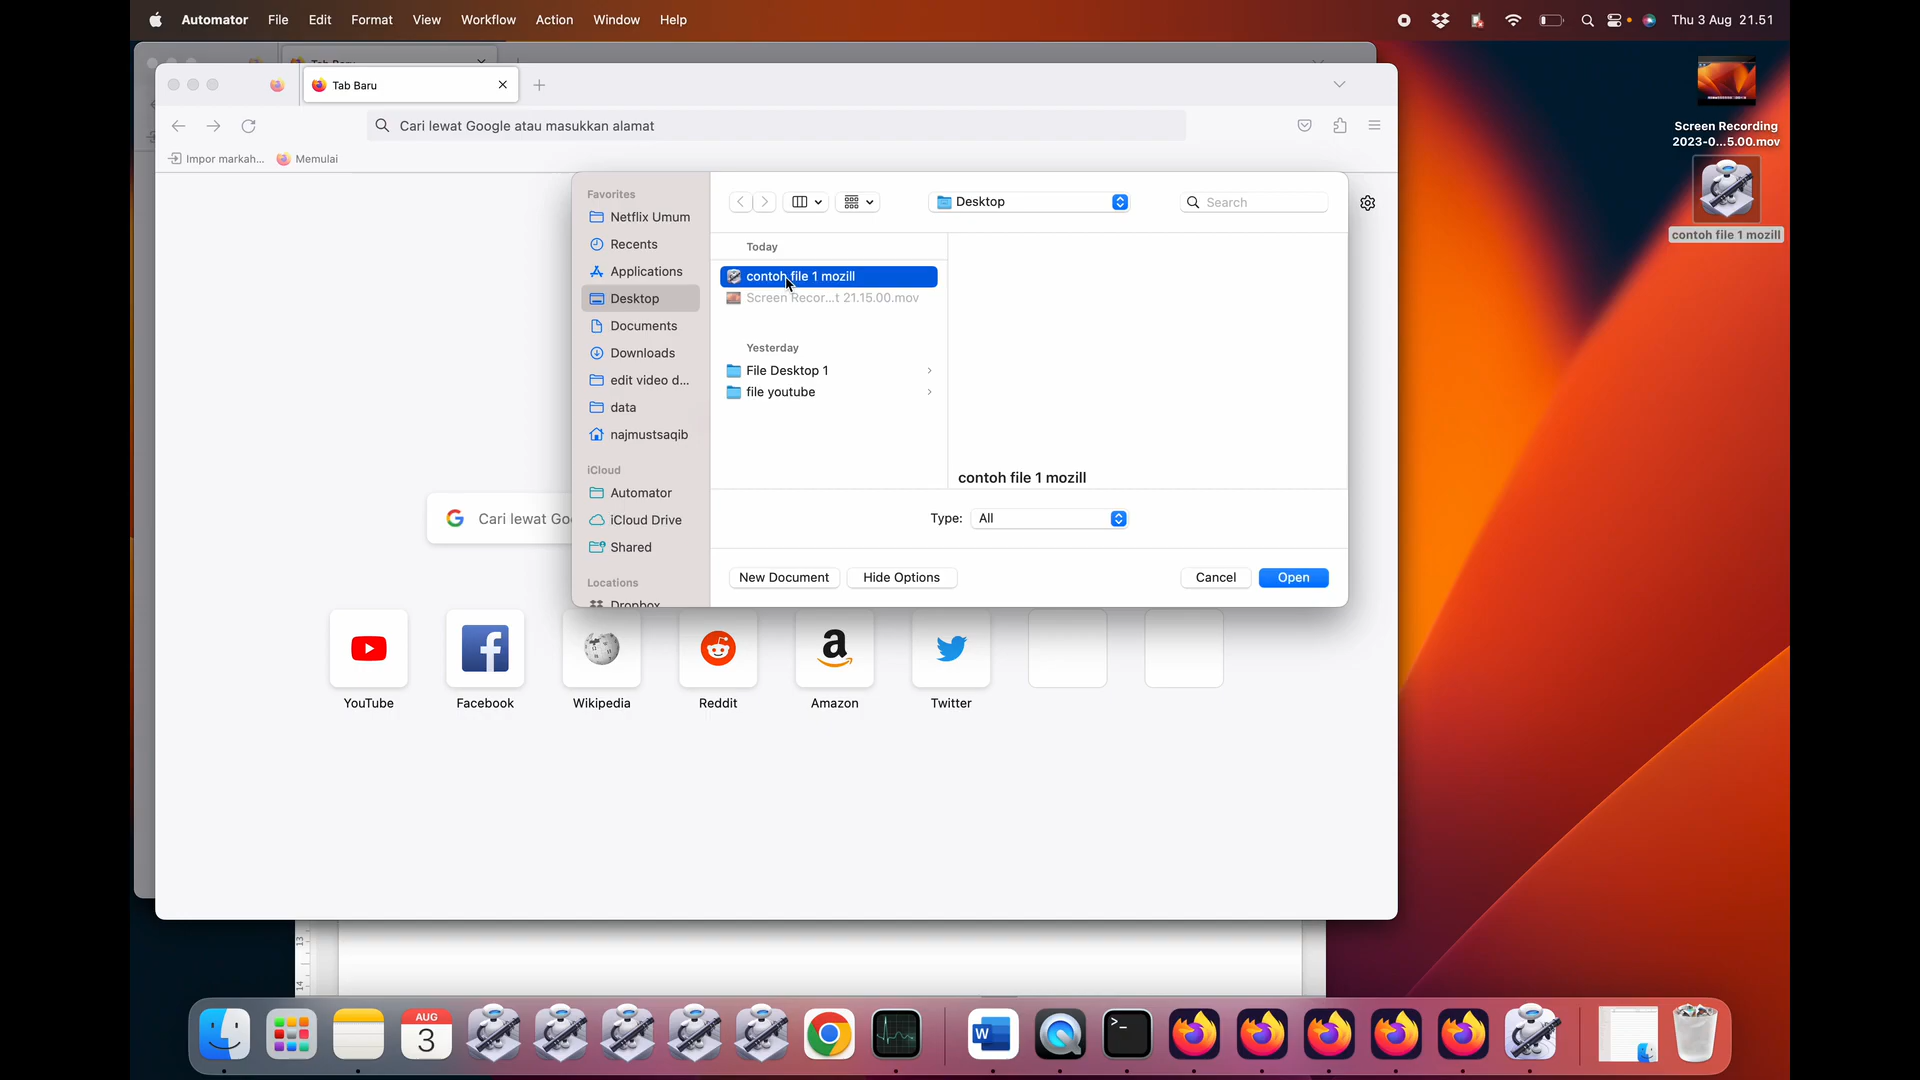 Automator File Edit Format View Workflow Action Window Help
Thu 3 Aug 21.51
Tab Baru
Cari lewat Google atau masukkan alamat
Impor markah... Memulai
Screen Recording
2023-0...5.00.mov
contoh file 1 mozill
Favorites
Netflix Umum
Recents
Applications
Desktop
Documents
Downloads
edit video d...
data
najmustsaqib
iCloud
Automator
iCloud Drive
Shared
Locations
Dropbox
Desktop
Search
Today
contoh file 1 mozill
Screen Recor...t 21.15.00.mov
Yesterday
File Desktop 1
file youtube
contoh file 1 mozill
Type: All
New Document Hide Options Cancel Open
Cari lewat Goo
YouTube Facebook Wikipedia Reddit Amazon Twitter
13
14
AUG
3